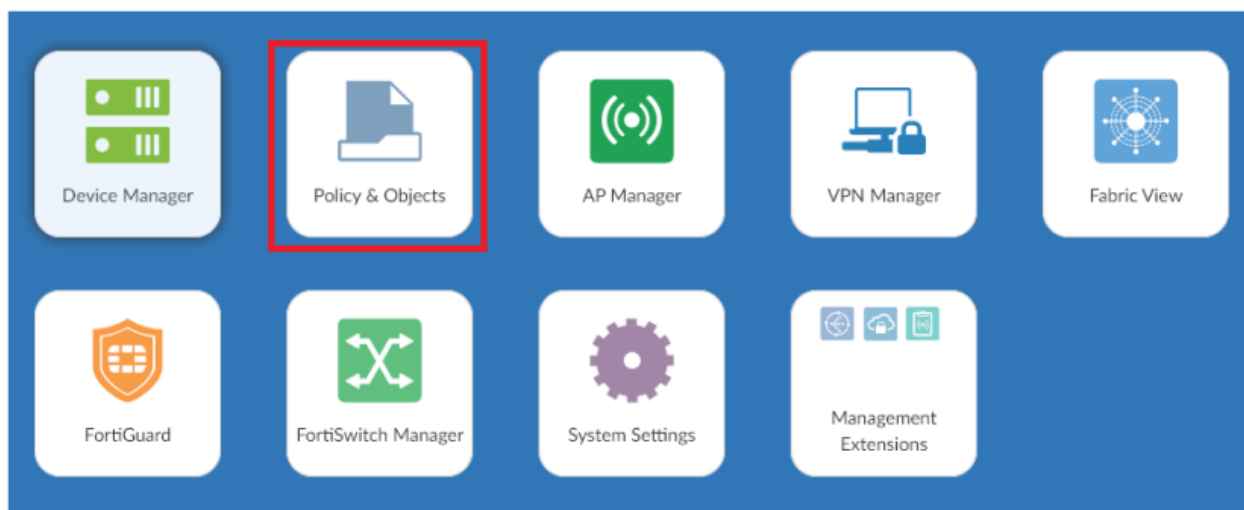 Device Manager
Policy & Objects
AP Manager
VPN Manager
Fabric View
FortiGuard
FortiSwitch Manager
System Settings
Management
Extensions